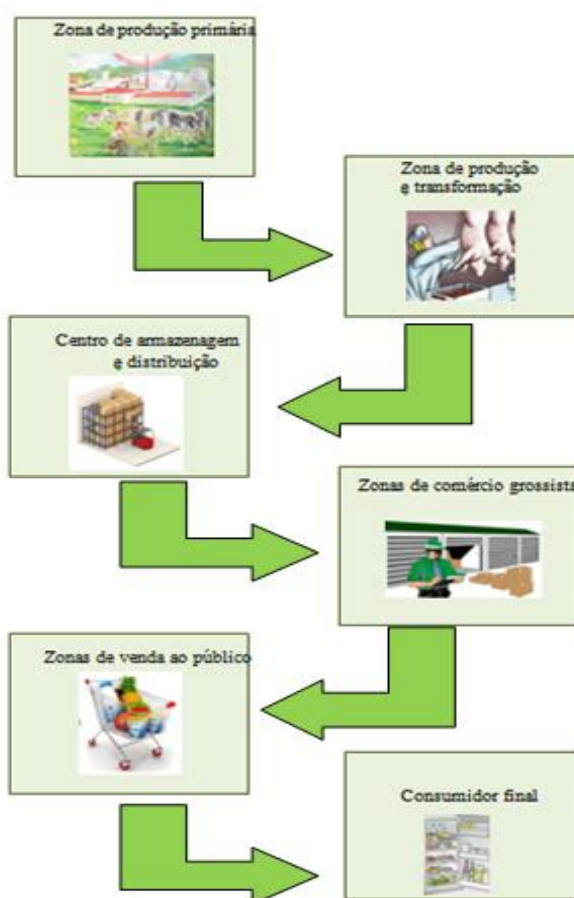 Zona de produção primária
Zona de produção
e transformação
Centro de armazenagem
e distribuição
Zonas de comércio grossista
Zonas de venda ao público
Consumidor final